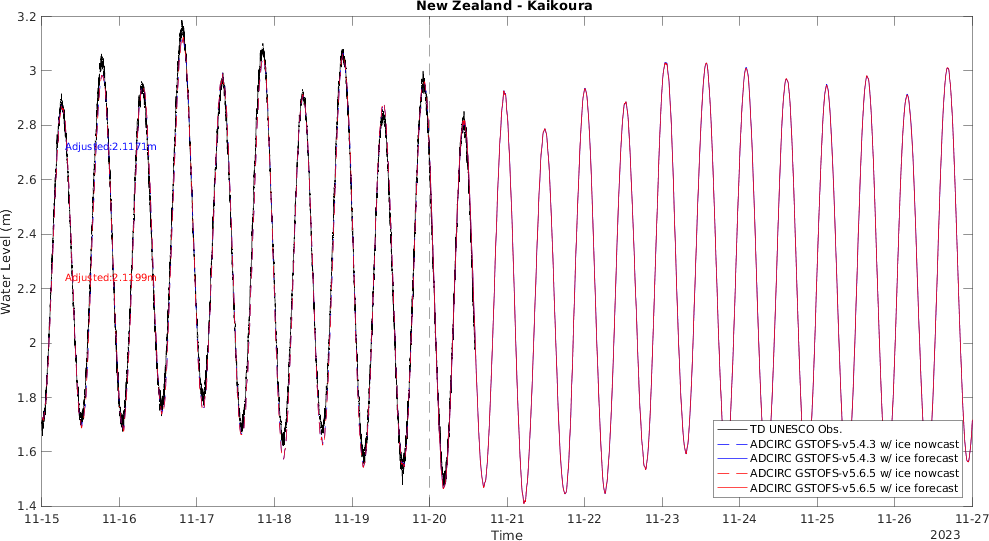 New Zealand - Kaikoura
3.2
3
2.8
2.6
2.4
2.2
2
1.8
1.6
1.4
Water Level (m)
Adjusted:2.1171m
Adjusted:2.1199m
TD UNESCO Obs.
ADCIRC GSTOFS-v5.4.3 w/ ice nowcast
ADCIRC GSTOFS-v5.4.3 w/ ice forecast
ADCIRC GSTOFS-v5.6.5 w/ ice nowcast
ADCIRC GSTOFS-v5.6.5 w/ ice forecast
11-15 11-16 11-17 11-18 11-19 11-20 11-21 11-22 11-23 11-24 11-25 11-26 11-27
Time
2023